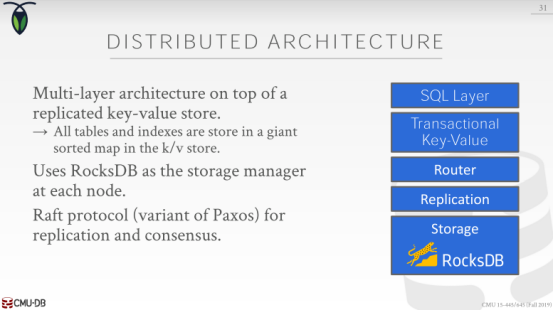 31
DISTRIBUTED ARCHITECTURE
Multi-layer architecture on top of a
replicated key-value store.
→ All tables and indexes are store in a giant
sorted map in the k/v store.
Uses RocksDB as the storage manager
at each node.
Raft protocol (variant of Paxos) for
replication and consensus.
SQL Layer
Transactional
Key-Value
Router
Replication
Storage
RocksDB
CMU·DB
CMU 15-445/645 (Fall 2019)